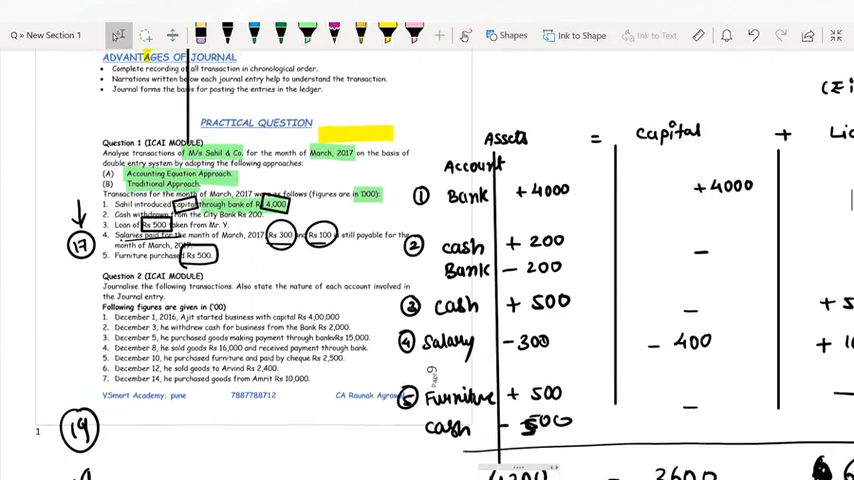 Q » New Section 1
Shapes
Ink to Shape
Ink to Text
ADVANTAGES OF JOURNAL
• Complete recording of all transaction in chronological order.
• Narrations written below each journal entry help to understand the transaction.
• Journal forms the basis for posting the entries in the ledger.
PRACTICAL QUESTION
Question 1 (ICAI MODULE)
Analyse transactions of M/s Sahil & Co. for the month of March, 2017 on the basis of
double entry system by adopting the following approaches:
(A) Accounting Equation Approach.
(B) Traditional Approach.
Transactions for the month of March, 2017 were as follows (figures are in '000):
1. Sahil introduced capital through bank of Rs 4,000.
2. Cash withdrawn from the City Bank Rs 200.
3. Loan of Rs 500 taken from Mr. Y.
4. Salaries paid for the month of March, 2017 Rs 300 and Rs 100 is still payable for the
month of March, 2017.
5. Furniture purchased Rs 500.
Question 2 (ICAI MODULE)
Journalise the following transactions. Also state the nature of each account involved in
the Journal entry.
Following figures are given in ('00)
1. December 1, 2016, Ajit started business with capital Rs 4,00,000
2. December 3, he withdrew cash for business from the Bank Rs 2,000.
3. December 5, he purchased goods making payment through bankvRs 15,000.
4. December 8, he sold goods Rs 16,000 and received payment through bank.
5. December 10, he purchased furniture and paid by cheque Rs 2,500.
6. December 12, he sold goods to Arvind Rs 2,400.
7. December 14, he purchased goods from Amrit Rs 10,000.
VSmart Academy, pune 7887788712 CA Raunak Agrawal
Page 9
1
17
19
Assets = Capital +
Account
① Bank +4000 +4000
② cash + 200 -
Bank - 200
③ cash + 500 -
④ Salary -300 - 400
⑤ Furniture + 500 -
cash - 500
4200 = 3600